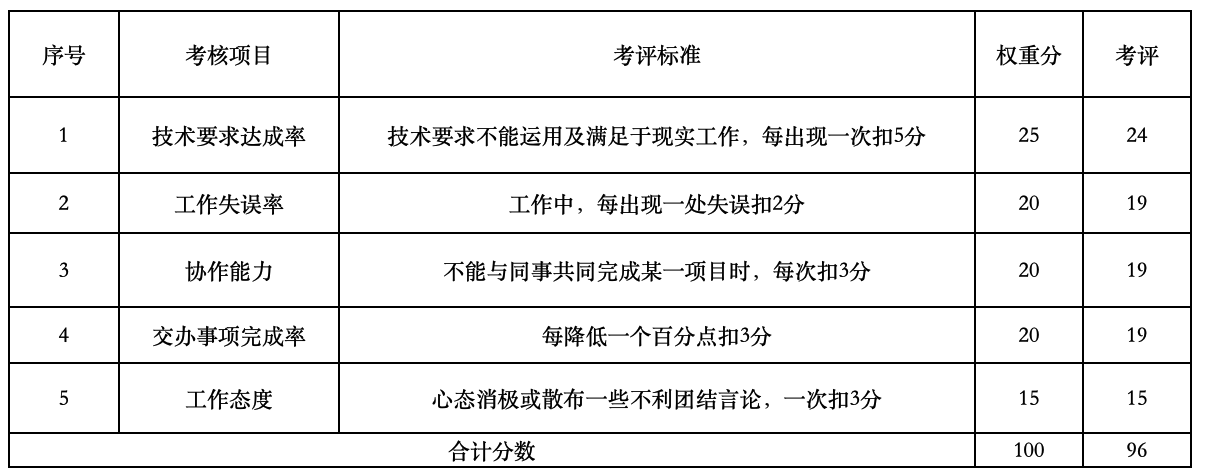 序号 考核项目 考评标准 权重分 考评
1 技术要求达成率 技术要求不能运用及满足于现实工作，每出现一次扣5分 25 24
2 工作失误率 工作中，每出现一处失误扣2分 20 19
3 协作能力 不能与同事共同完成某一项目时，每次扣3分 20 19
4 交办事项完成率 每降低一个百分点扣3分 20 19
5 工作态度 心态消极或散布一些不利团结言论，一次扣3分 15 15
合计分数 100 96